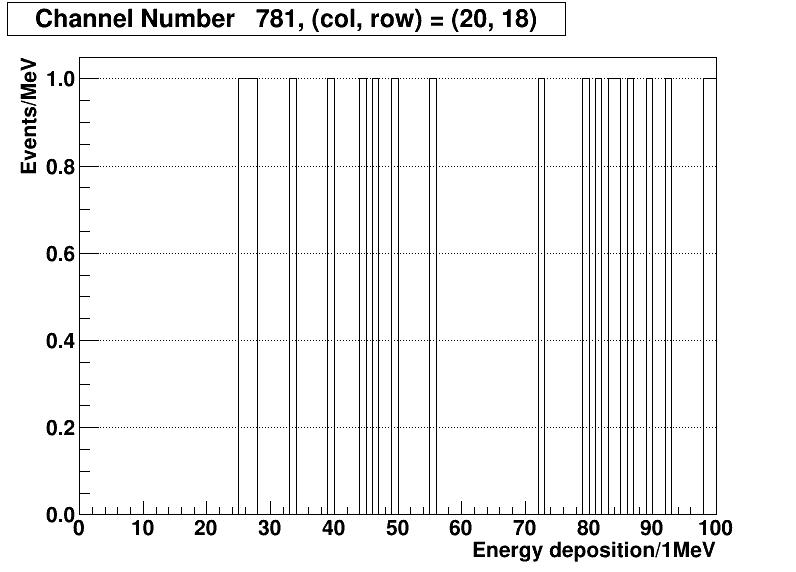 Channel Number   781, (col, row) = (20, 18)
Events/MeV
1.0
0.8
0.6
0.4
0.2
0.0
0 10 20 30 40 50 60 70 80 90 100
Energy deposition/1MeV